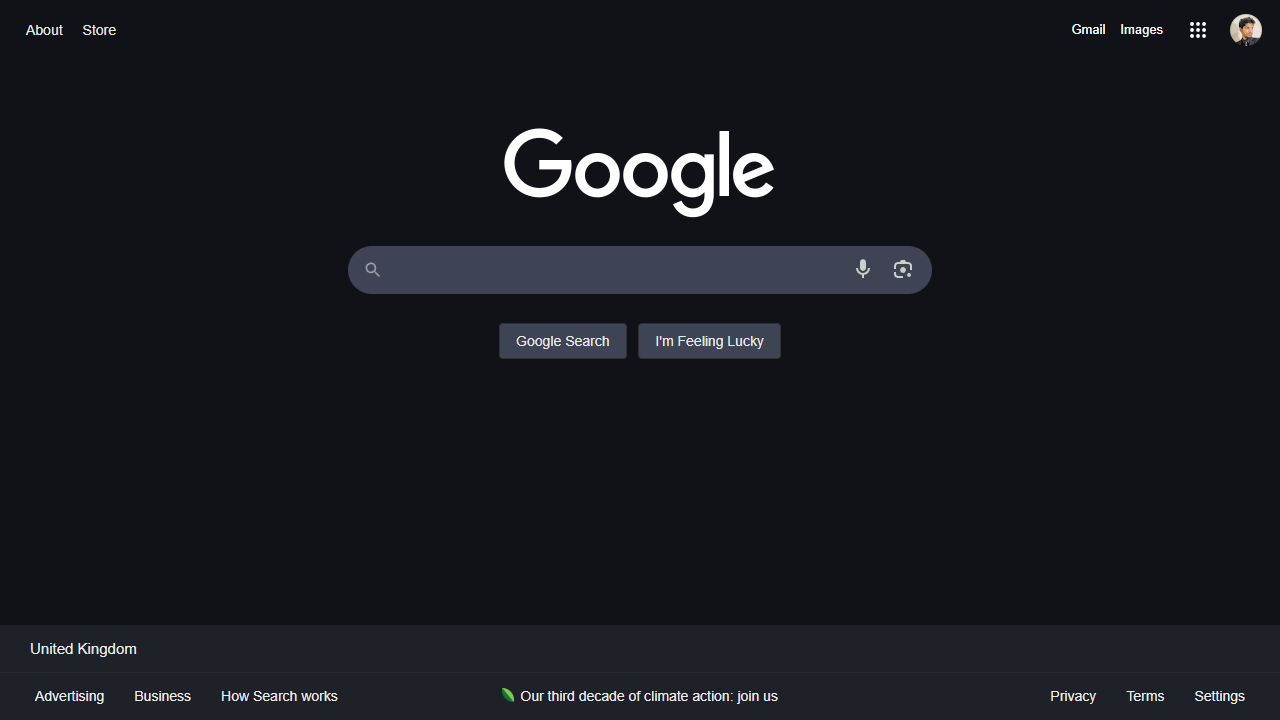 About Store Gmail Images
Google
Google Search I'm Feeling Lucky
United Kingdom
Advertising Business How Search works Our third decade of climate action: join us Privacy Terms Settings